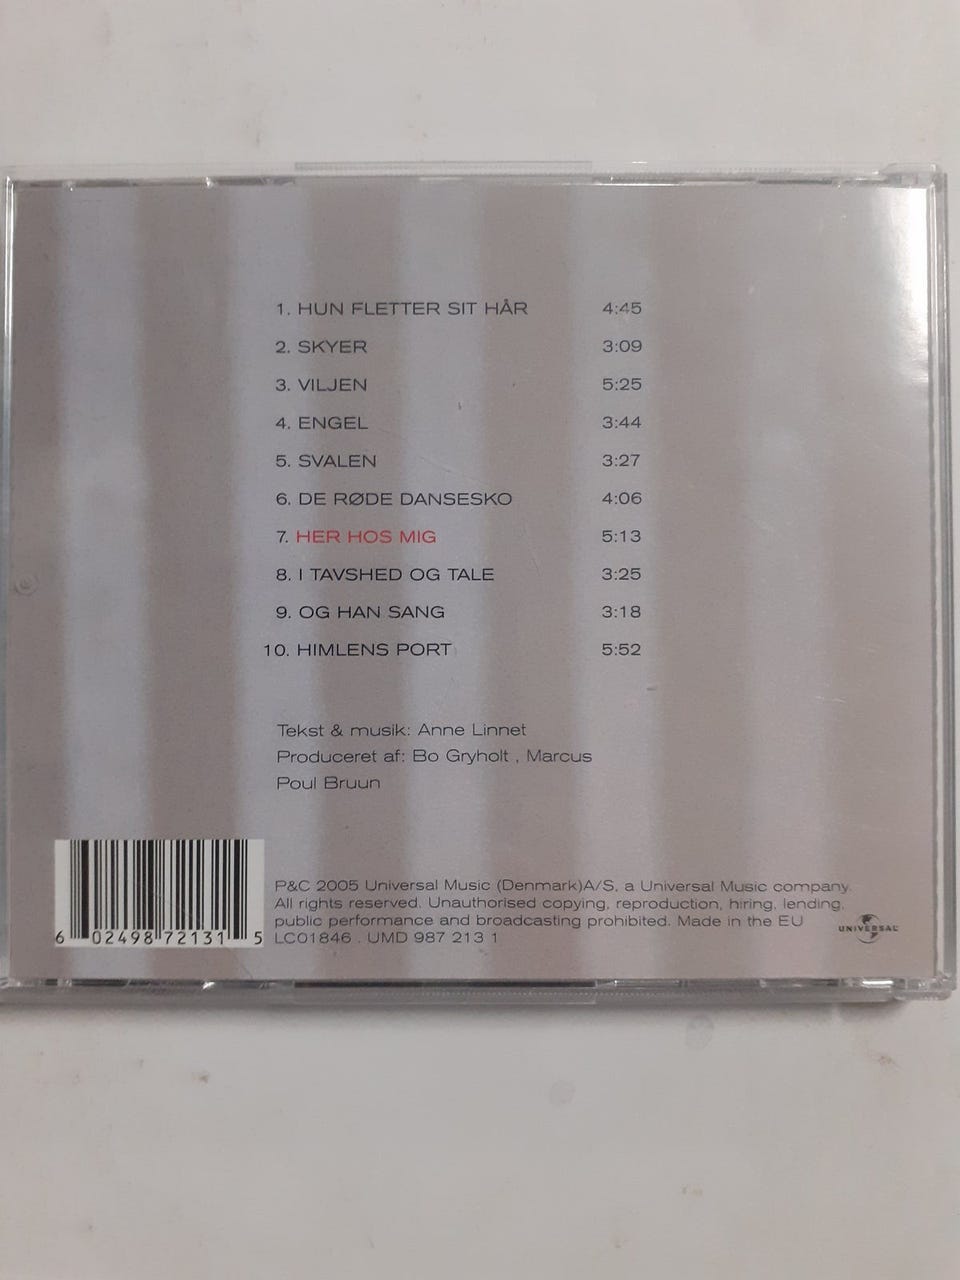 1. HUN FLETTER SIT HÅR 4:45
2. SKYER 3:09
3. VILJEN 5:25
4. ENGEL 3:44
5. SVALEN 3:27
6. DE RØDE DANSESKO 4:06
7. HER HOS MIG 5:13
8. I TAVSHED OG TALE 3:25
9. OG HAN SANG 3:18
10. HIMLENS PORT 5:52
Tekst & musik: Anne Linnet
Produceret af: Bo Gryholt , Marcus
Poul Bruun
P&C 2005 Universal Music (Denmark)A/S, a Universal Music company.
All rights reserved. Unauthorised copying, reproduction, hiring, lending,
public performance and broadcasting prohibited. Made in the EU
LC01846 . UMD 987 213 1
6 02498 72131 5
UNIVERSAL